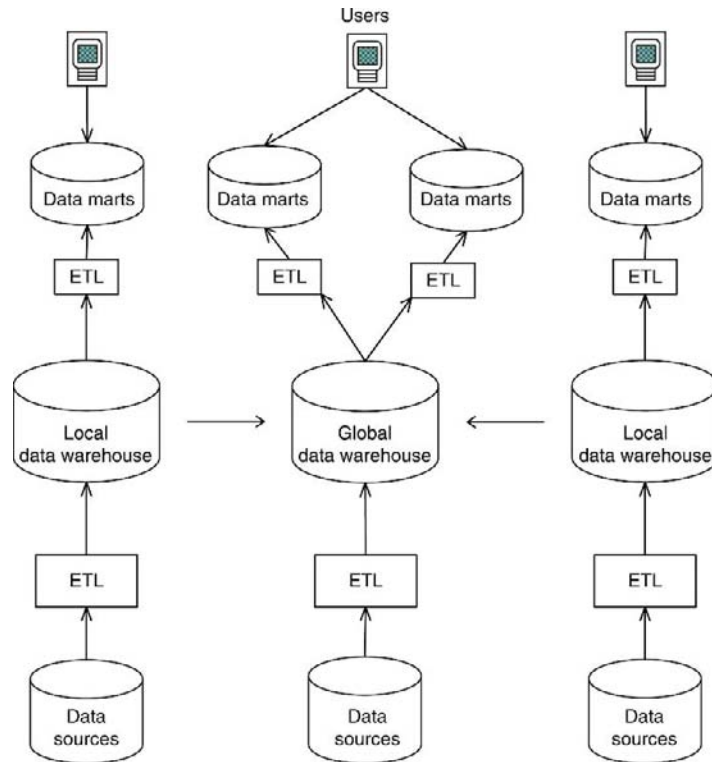 Users
Data marts
Data marts
Data marts
Data marts
ETL
ETL
ETL
ETL
Local
data warehouse
Global
data warehouse
Local
data warehouse
ETL
ETL
ETL
Data
sources
Data
sources
Data
sources